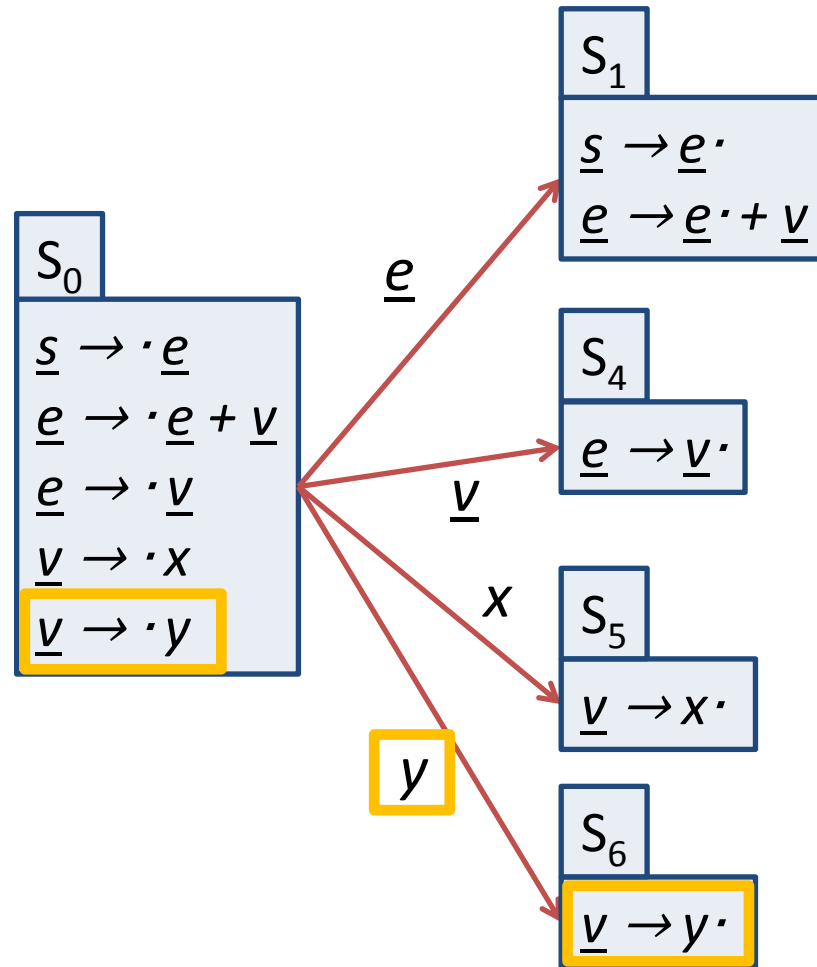 S₀
s → · e
e → · e + v
e → · v
v → · x
v → · y
e
v
x
y
S₁
s → e ·
e → e · + v
S₄
e → v ·
S₅
v → x ·
S₆
v → y ·